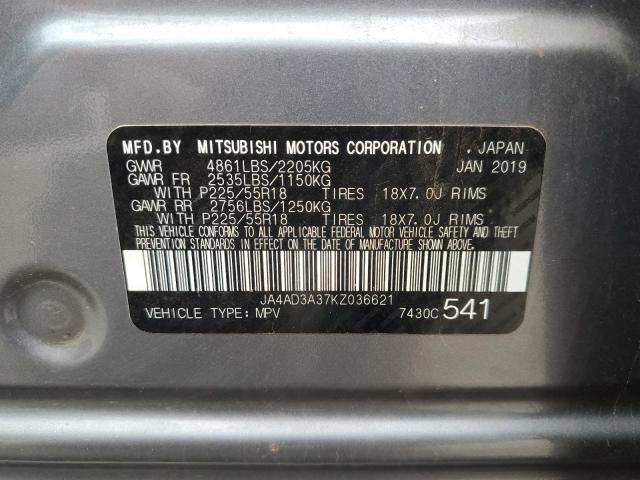 MFD.BY MITSUBISHI MOTORS CORPORATION , JAPAN
GVWR 4861LBS/2205KG JAN 2019
GAWR FR 2535LBS/1150KG
WITH P225/55R18 TIRES 18X7.0J RIMS
GAWR RR 2756LBS/1250KG
WITH P225/55R18 TIRES 18X7.0J RIMS
THIS VEHICLE CONFORMS TO ALL APPLICABLE FEDERAL MOTOR VEHICLE SAFETY AND THEFT
PREVENTION STANDARDS IN EFFECT ON THE DATE OF MANUFACTURE SHOWN ABOVE.
JA4AD3A37KZ036621
VEHICLE TYPE: MPV 7430C 541